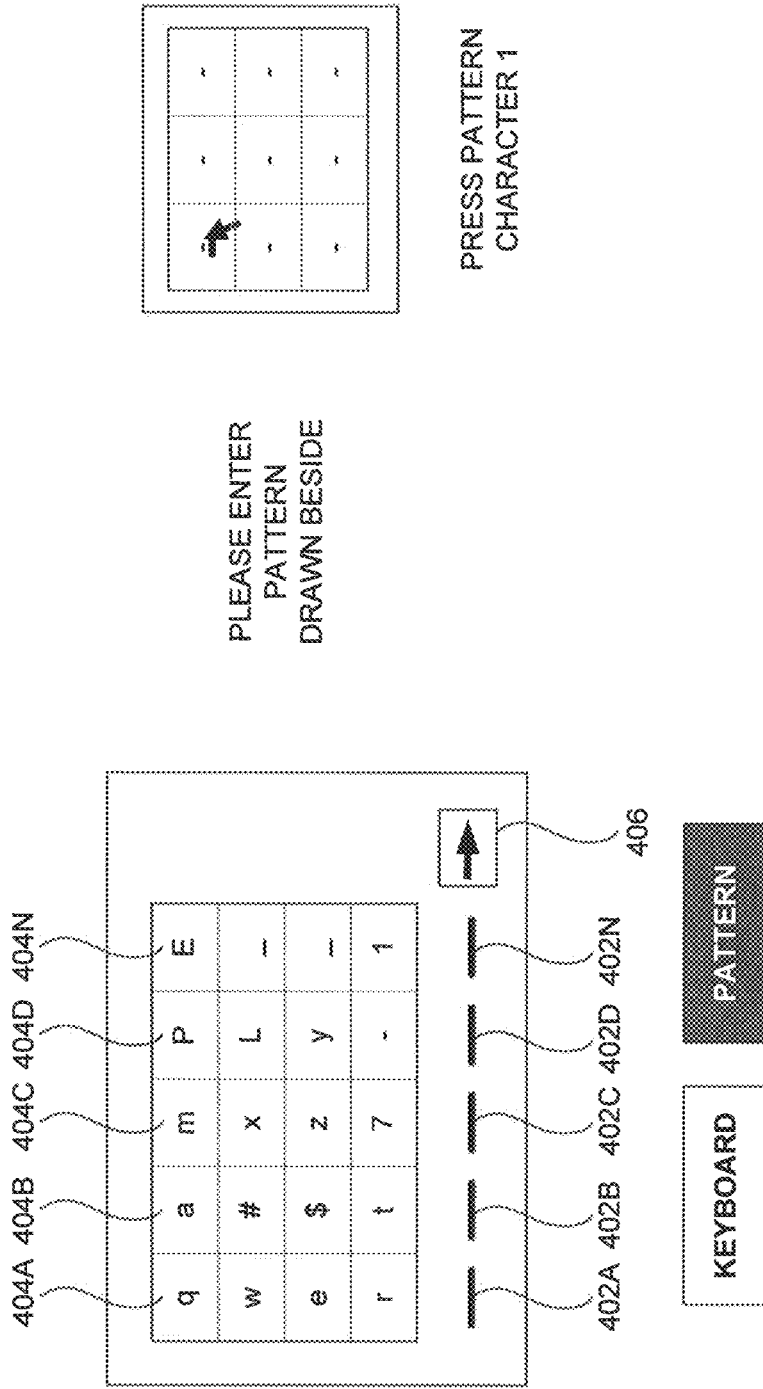 404A 404B 404C 404D 404N
q a m P E
w # x L _
e $ z y _
r t 7 - 1
402A 402B 402C 402D 402N
406
KEYBOARD
PATTERN
PLEASE ENTER
PATTERN
DRAWN BESIDE
~ ~
~ ~ ~
~ ~ ~
PRESS PATTERN
CHARACTER 1